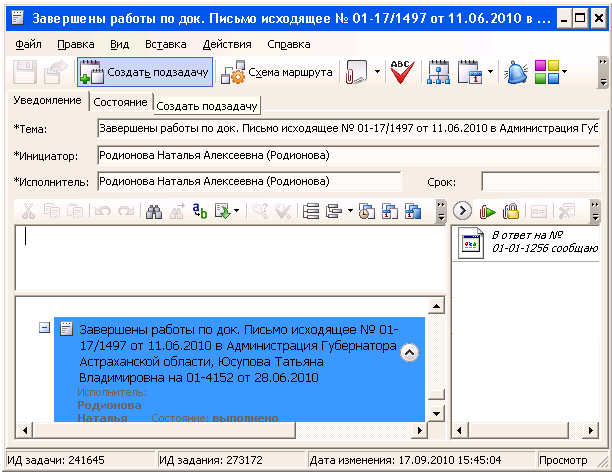 Завершены работы по док. Письмо исходящее № 01-17/1497 от 11.06.2010 в ...
Файл Правка Вид Вставка Действия Справка
Создать подзадачу Схема маршрута ABC
Уведомление Состояние Создать подзадачу
*Тема: Завершены работы по док. Письмо исходящее № 01-17/1497 от 11.06.2010 в Администрация Губ
*Инициатор: Родионова Наталья Алексеевна (Родионова)
*Исполнитель: Родионова Наталья Алексеевна (Родионова) Срок:
В ответ на №
01-01-1256 сообщаю
Завершены работы по док. Письмо исходящее № 01-
17/1497 от 11.06.2010 в Администрация Губернатора
Астраханской области, Юсупова Татьяна
Владимировна на 01-4152 от 28.06.2010
Исполнитель:
Родионова
Наталья Состояние: выполнено
ИД задачи: 241645 ИД задания: 273172 Дата изменения: 17.09.2010 15:45:04 Просмотр